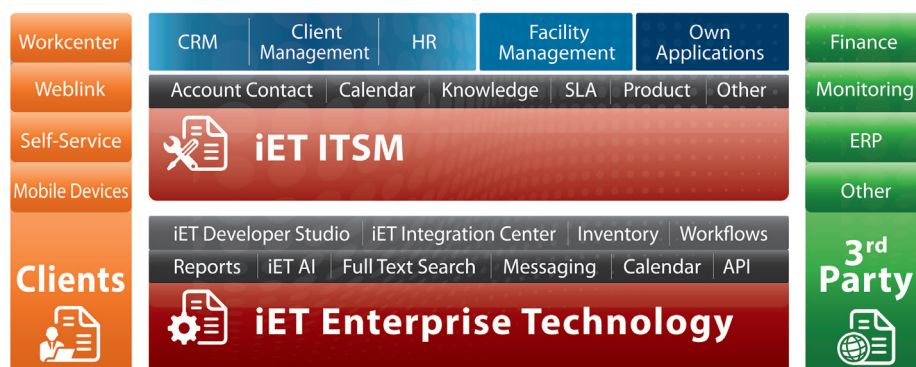 Workcenter
Weblink
Self-Service
Mobile Devices
Clients
CRM
Client
Management
HR
Facility
Management
Own
Applications
Account Contact
Calendar
Knowledge
SLA
Product
Other
iET ITSM
iET Developer Studio
iET Integration Center
Inventory
Workflows
Reports
iET AI
Full Text Search
Messaging
Calendar
API
iET Enterprise Technology
Finance
Monitoring
ERP
Other
3rd
Party